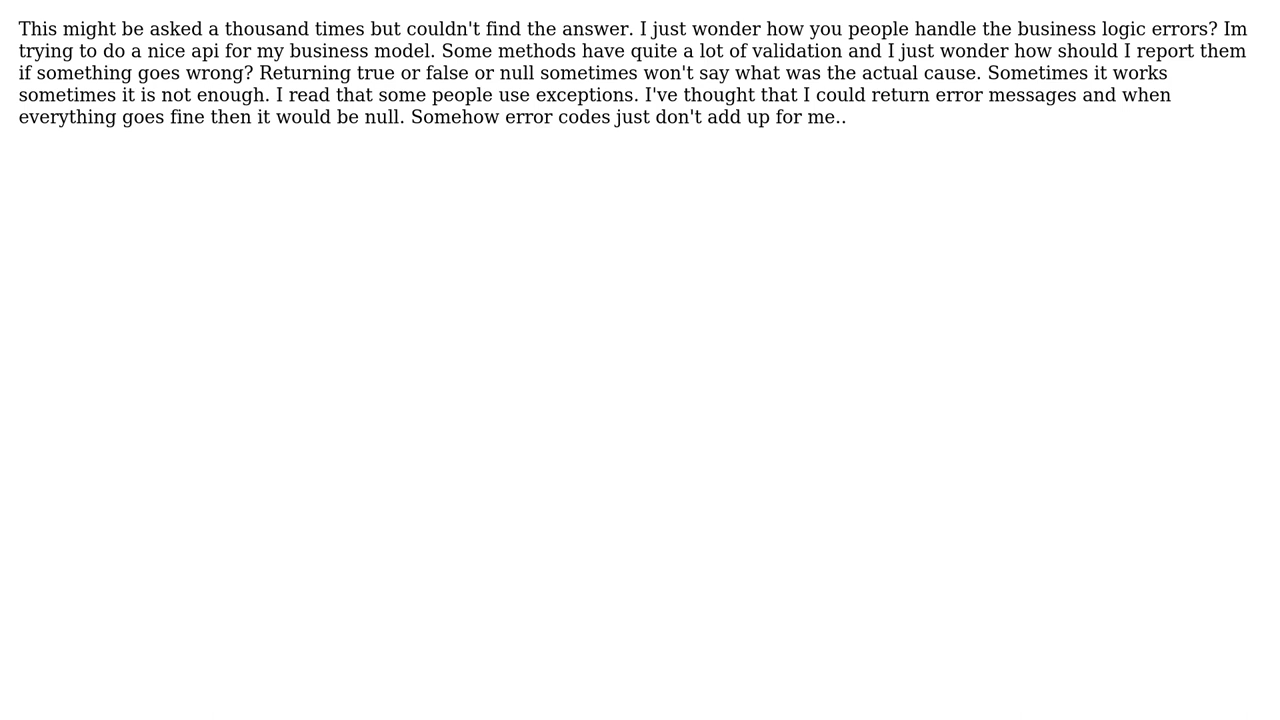 This might be asked a thousand times but couldn't find the answer. I just wonder how you people handle the business logic errors? Im
trying to do a nice api for my business model. Some methods have quite a lot of validation and I just wonder how should I report them
if something goes wrong? Returning true or false or null sometimes won't say what was the actual cause. Sometimes it works
sometimes it is not enough. I read that some people use exceptions. I've thought that I could return error messages and when
everything goes fine then it would be null. Somehow error codes just don't add up for me..